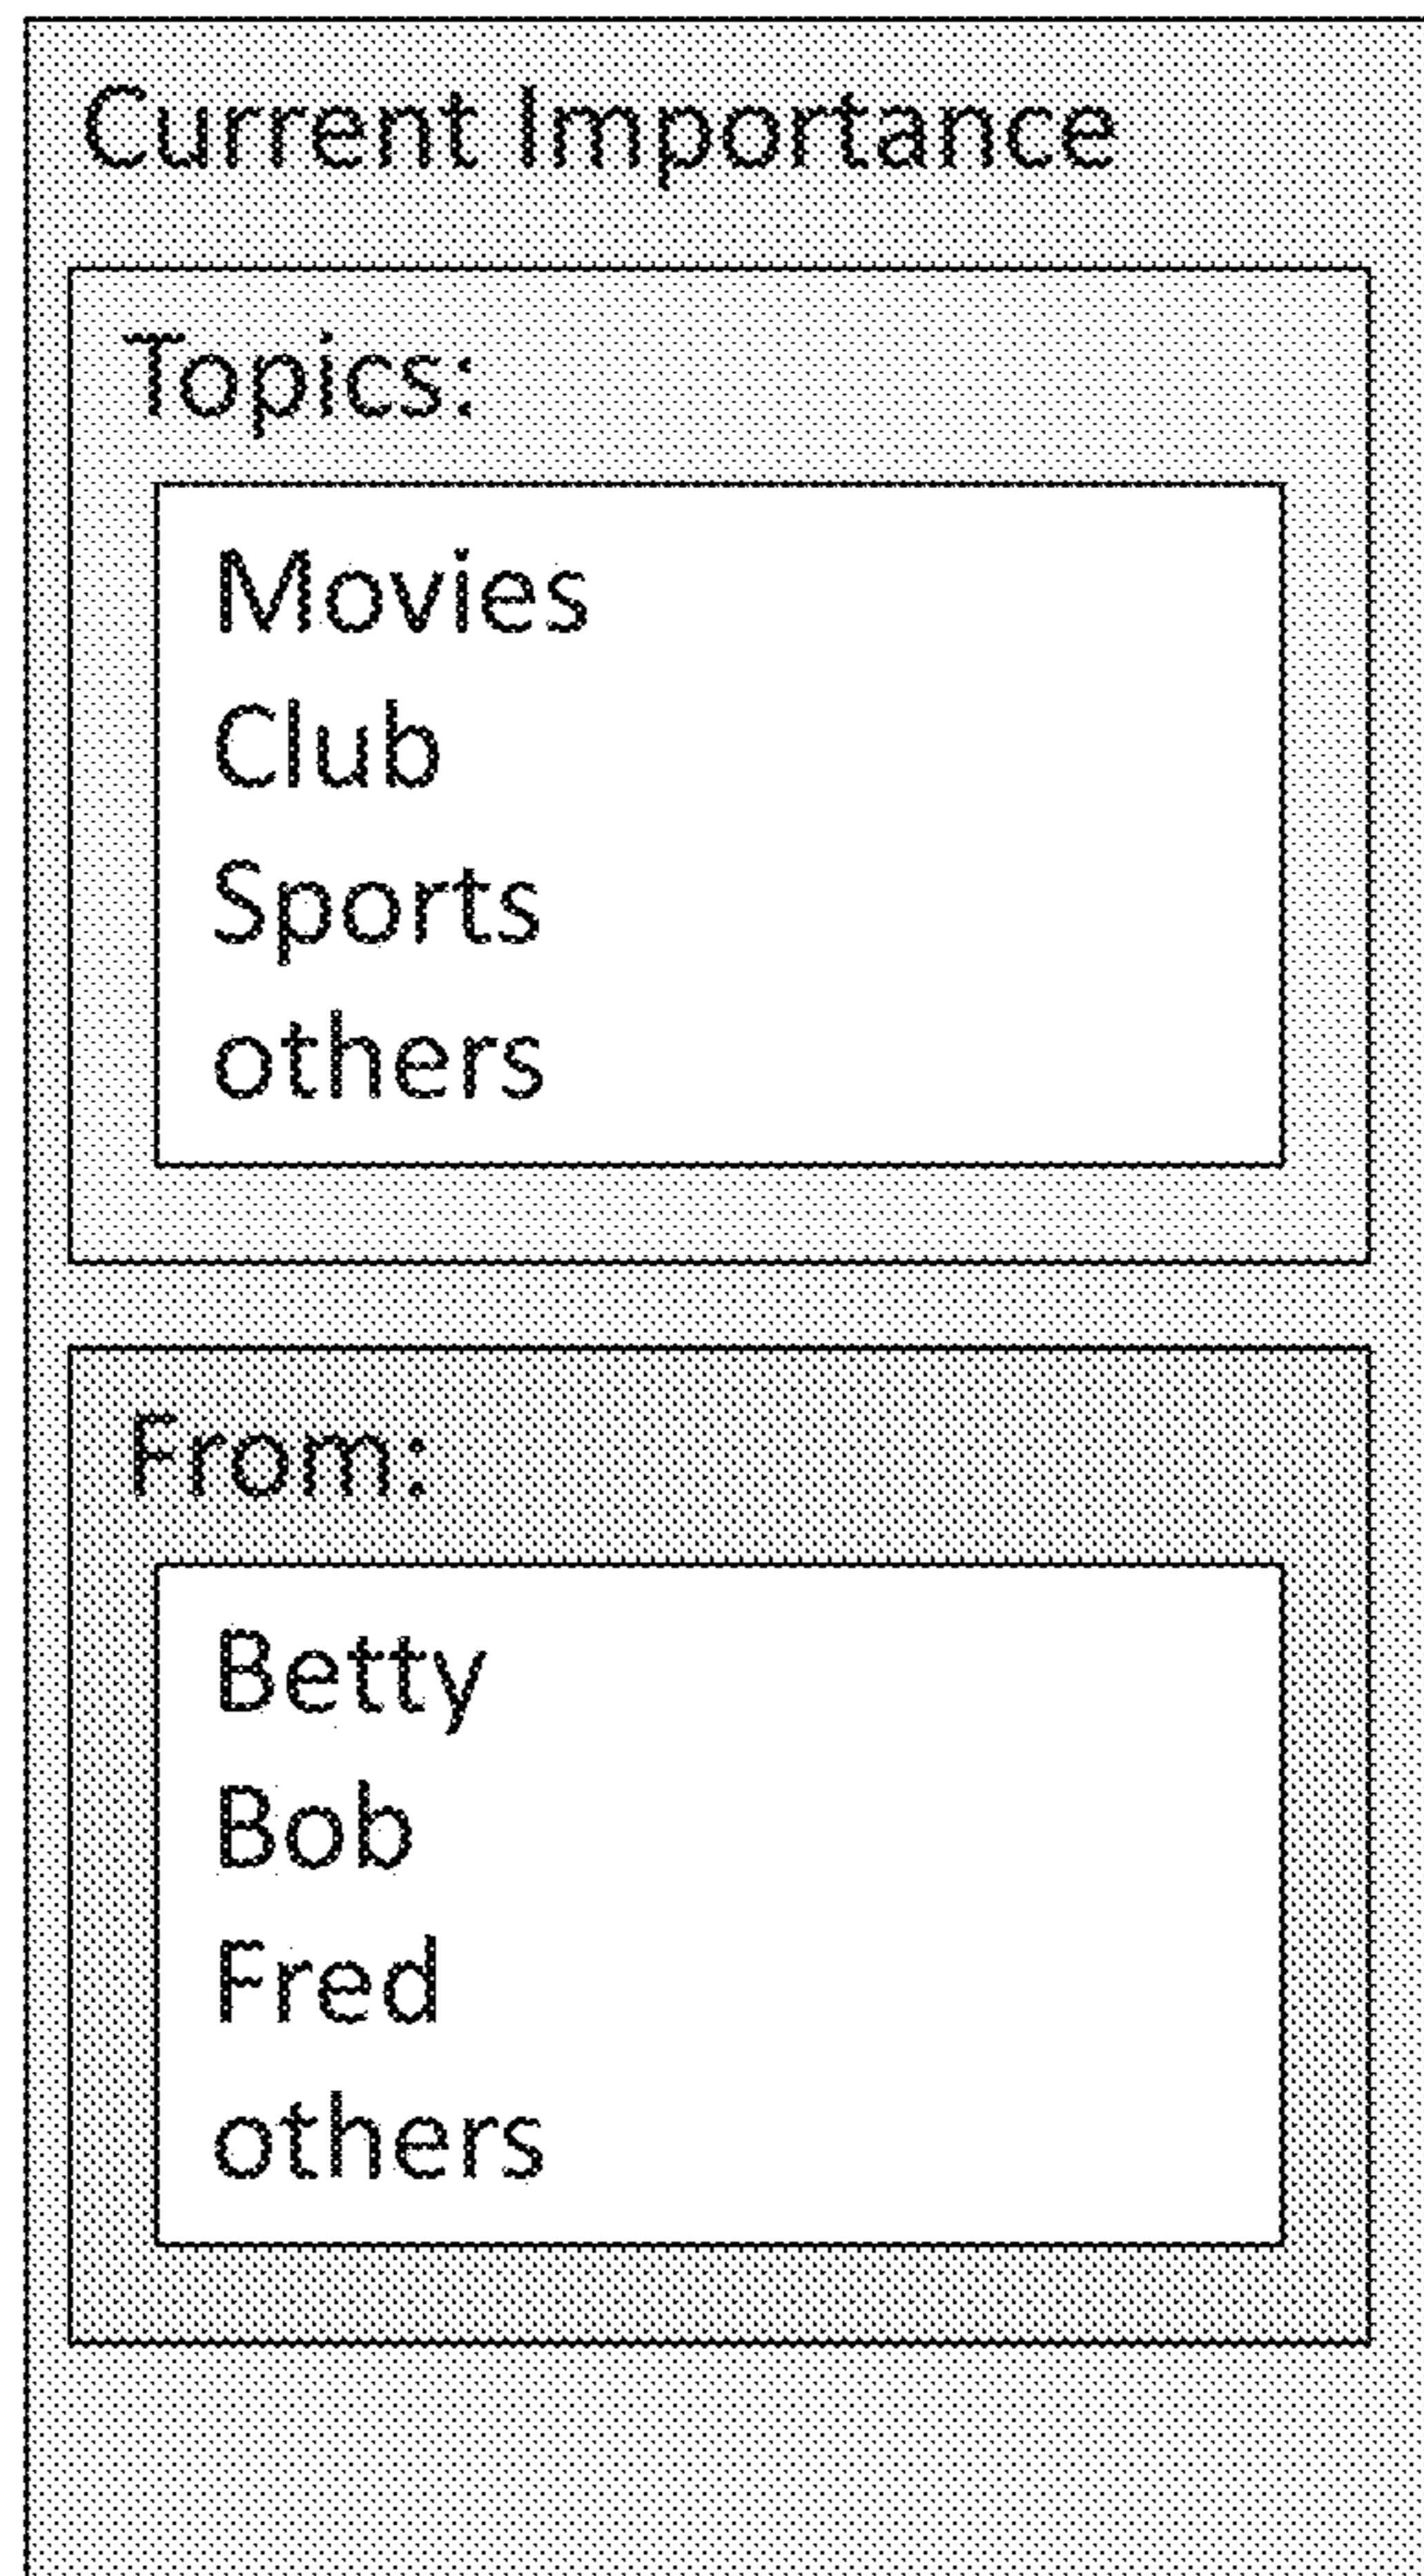 Current Importance
Topics:
Movies
Club
Sports
others
From:
Betty
Bob
Fred
others